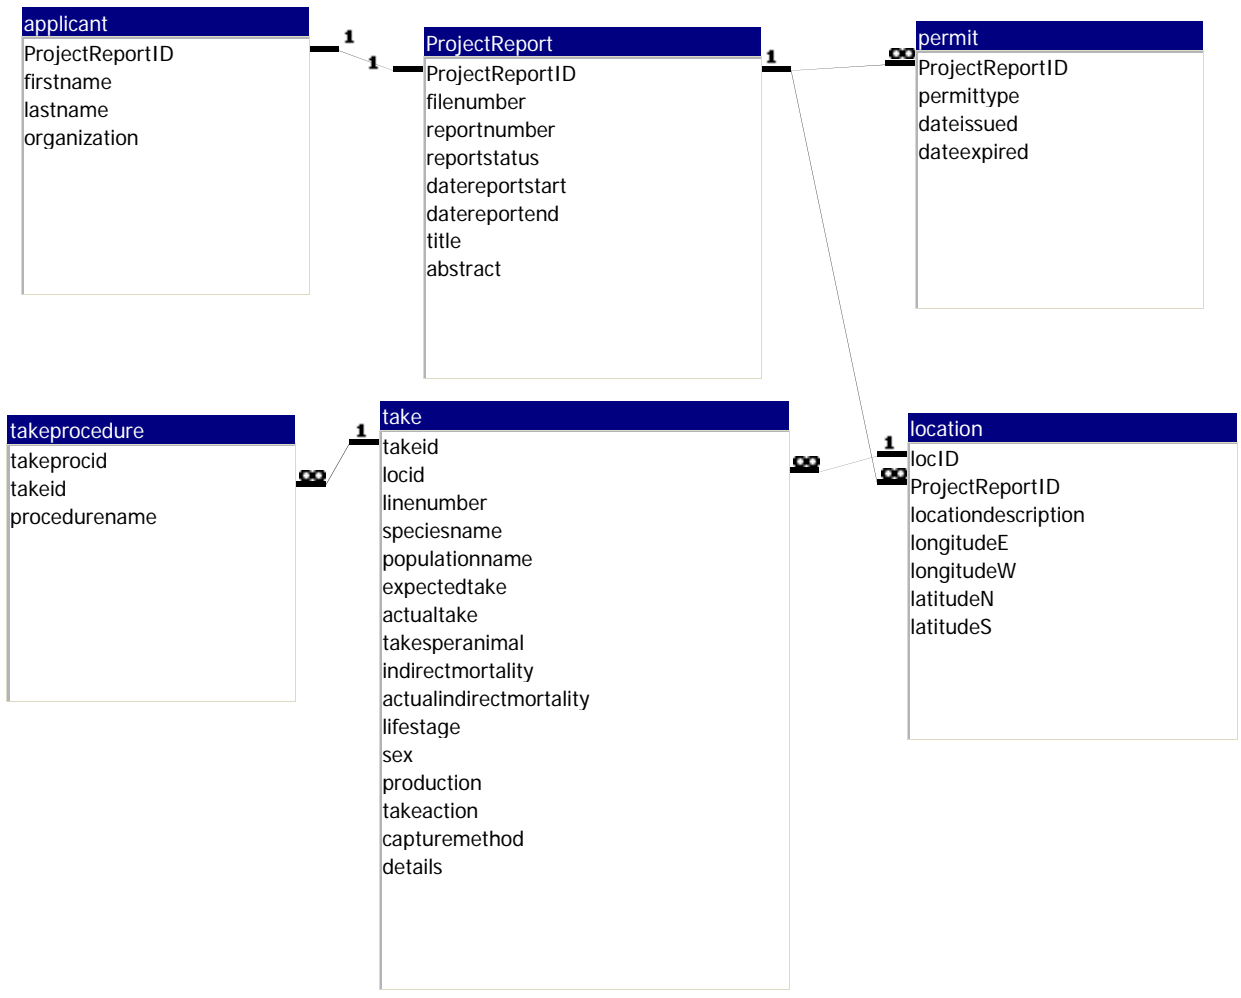 applicant
ProjectReportID
firstname
lastname
organization
1
1
ProjectReport
ProjectReportID
filenumber
reportnumber
reportstatus
datereportstart
datereportend
title
abstract
1
∞
permit
ProjectReportID
permittype
dateissued
dateexpired
takeprocedure
takeprocid
takeid
procedurename
∞
1
take
takeid
locid
linenumber
speciesname
populationname
expectedtake
actualtake
takesperanimal
indirectmortality
actualindirectmortality
lifestage
sex
production
takeaction
capturemethod
details
∞
1
∞
location
locID
ProjectReportID
locationdescription
longitudeE
longitudeW
latitudeN
latitudeS